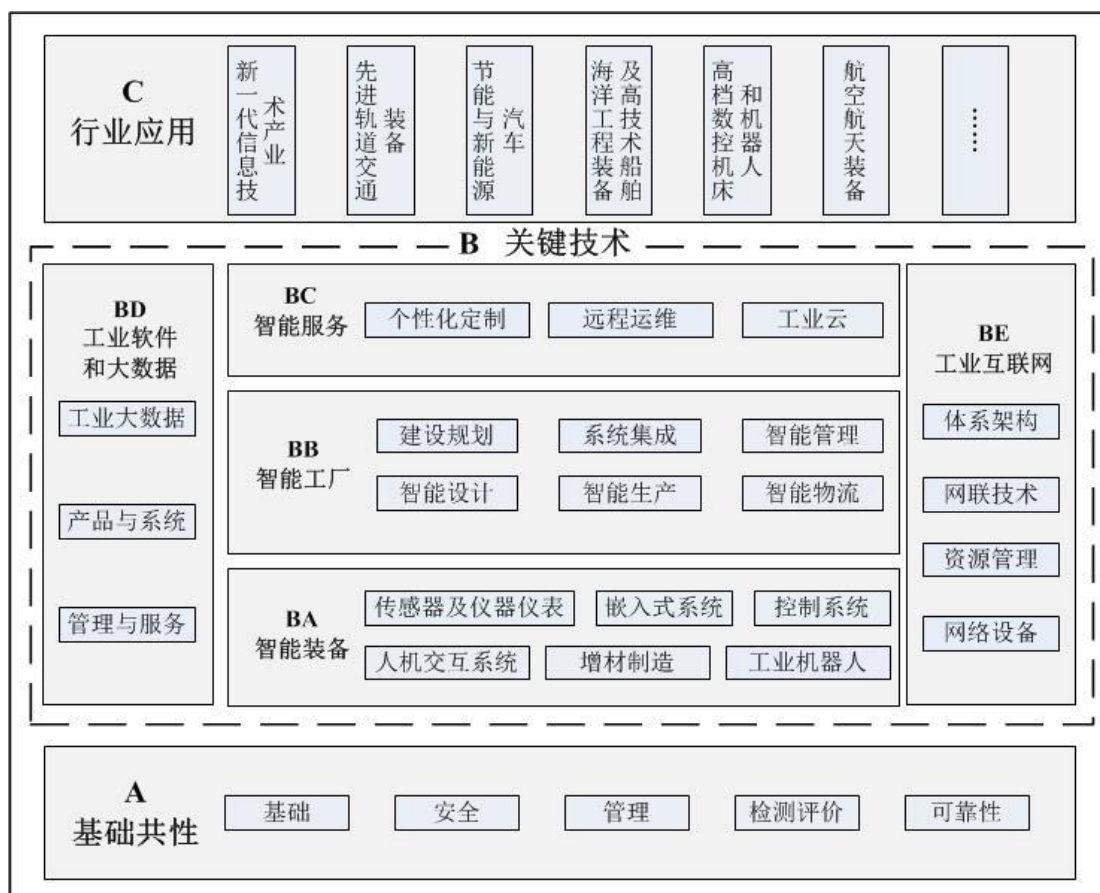 C
行业应用
新一代信息技
术产业
先进轨道交通
装备
节能与新能源
汽车
海洋工程装备
及高技术船舶
高档数控机床
和机器人
航空航天装备
……
B 关键技术
BD
工业软件
和大数据
工业大数据
产品与系统
管理与服务
BC
智能服务
个性化定制
远程运维
工业云
BB
智能工厂
建设规划
系统集成
智能管理
智能设计
智能生产
智能物流
BA
智能装备
传感器及仪器仪表
嵌入式系统
控制系统
人机交互系统
增材制造
工业机器人
BE
工业互联网
体系架构
网联技术
资源管理
网络设备
A
基础共性
基础
安全
管理
检测评价
可靠性